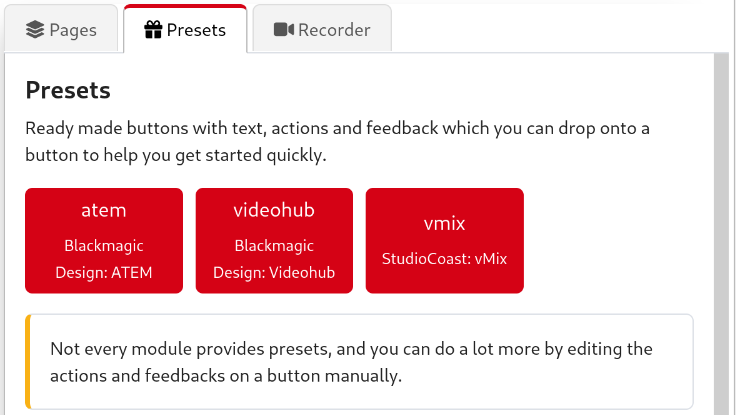 Pages
Presets
Recorder
Presets
Ready made buttons with text, actions and feedback which you can drop onto a
button to help you get started quickly.
atem
Blackmagic
Design: ATEM
videohub
Blackmagic
Design: Videohub
vmix
StudioCoast: vMix
Not every module provides presets, and you can do a lot more by editing the
actions and feedbacks on a button manually.